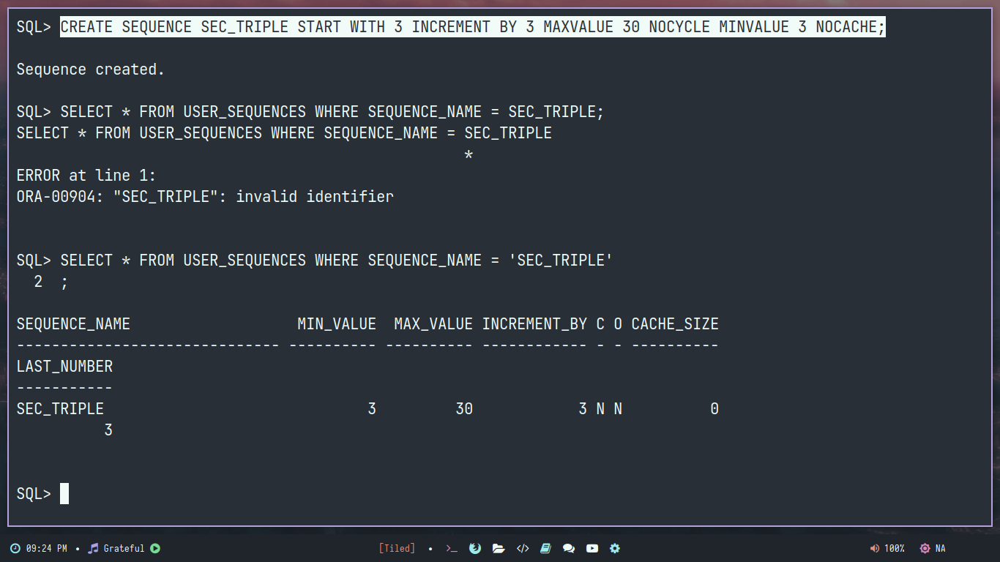 SQL> CREATE SEQUENCE SEC_TRIPLE START WITH 3 INCREMENT BY 3 MAXVALUE 30 NOCYCLE MINVALUE 3 NOCACHE;
Sequence created.
SQL> SELECT * FROM USER_SEQUENCES WHERE SEQUENCE_NAME = SEC_TRIPLE;
SELECT * FROM USER_SEQUENCES WHERE SEQUENCE_NAME = SEC_TRIPLE
*
ERROR at line 1:
ORA-00904: "SEC_TRIPLE": invalid identifier
SQL> SELECT * FROM USER_SEQUENCES WHERE SEQUENCE_NAME = 'SEC_TRIPLE'
2 ;
SEQUENCE_NAME MIN_VALUE MAX_VALUE INCREMENT_BY C O CACHE_SIZE
------------------------------ ---------- ---------- ------------ - - ----------
LAST_NUMBER
-----------
SEC_TRIPLE 3 30 3 N N 0
3
SQL>
09:24 PM • Grateful [Tiled] • >_ </> 100% NA